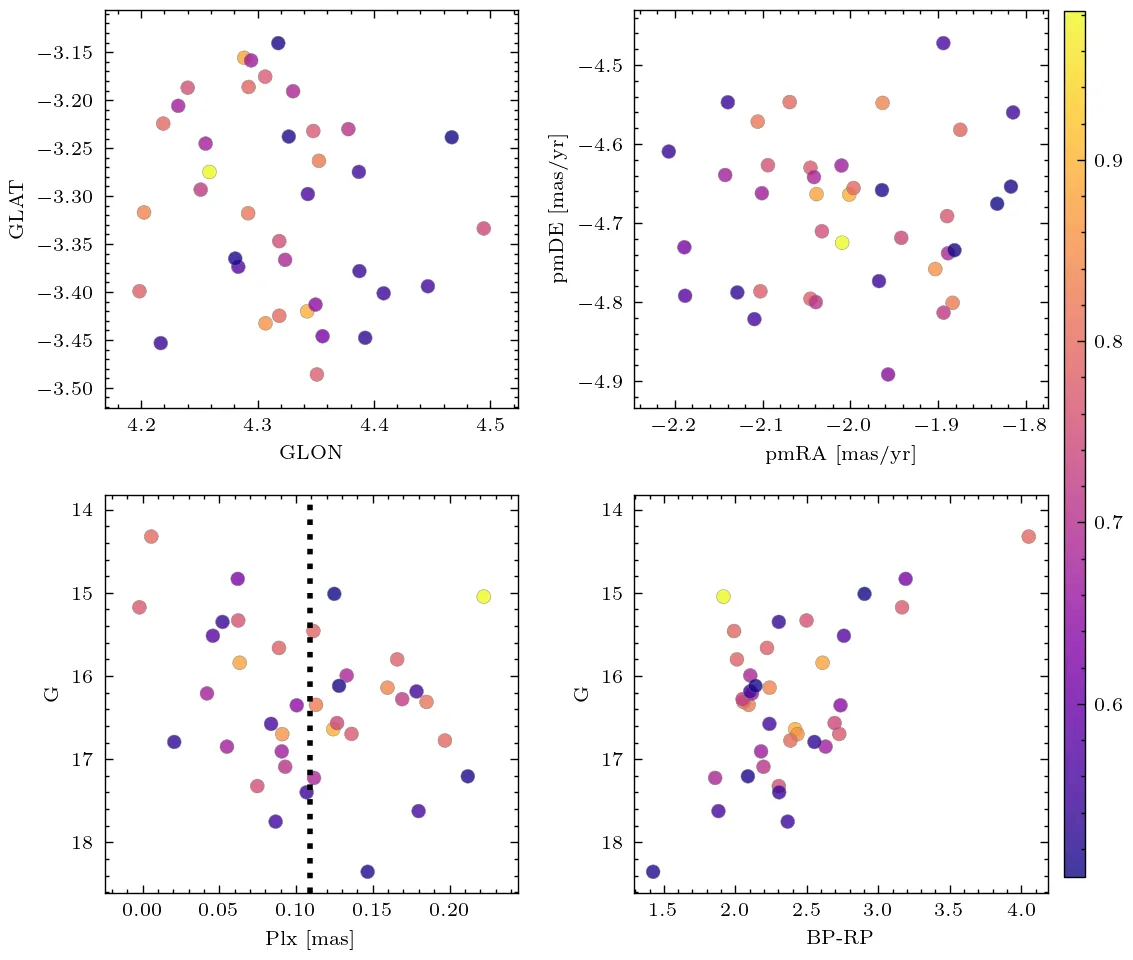 −3.15
−3.20
−3.25
−3.30
−3.35
−3.40
−3.45
−3.50
GLAT
4.2 4.3 4.4 4.5
GLON
−4.5
−4.6
−4.7
−4.8
−4.9
pmDE [mas/yr]
−2.2 −2.1 −2.0 −1.9 −1.8
pmRA [mas/yr]
0.9
0.8
0.7
0.6
14
15
16
17
18
G
0.00 0.05 0.10 0.15 0.20
Plx [mas]
14
15
16
17
18
G
1.5 2.0 2.5 3.0 3.5 4.0
BP-RP